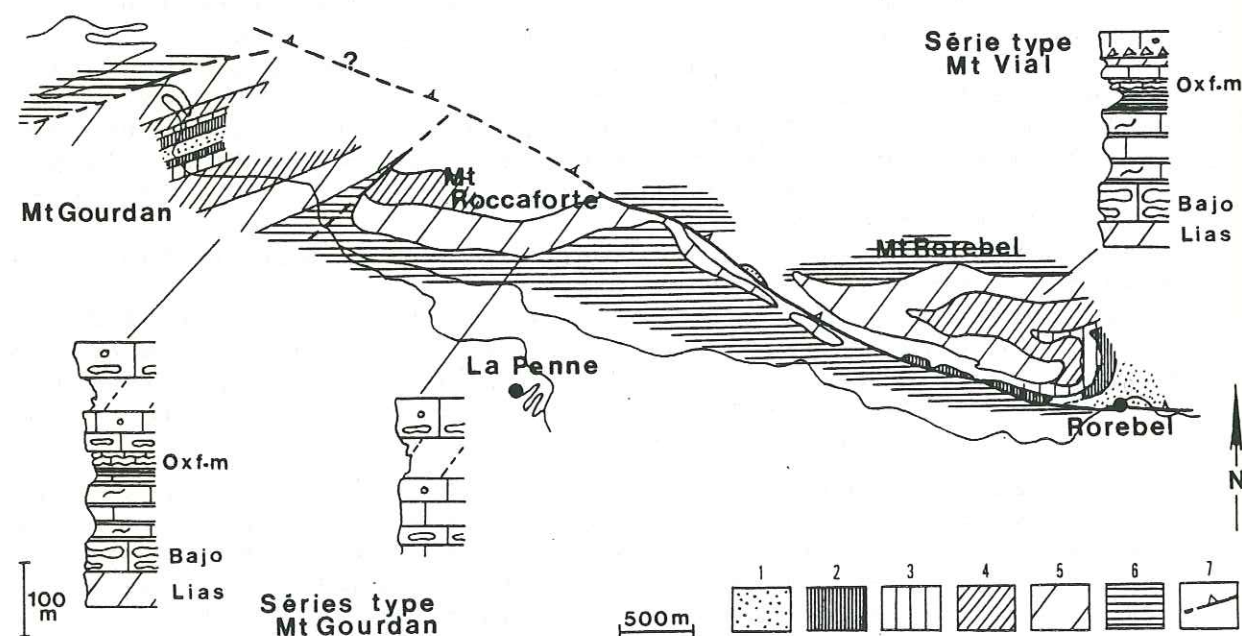 Série type
Mt Vial
Oxf.m
Bajo
Lias
?
Mt Gourdan
Mt
Roccaforte
Mt Rorebel
La Penne
Rorebel
N
Oxf.m
Bajo
Lias
100
m
Séries type
Mt Gourdan
500m
1 2 3 4 5 6 7